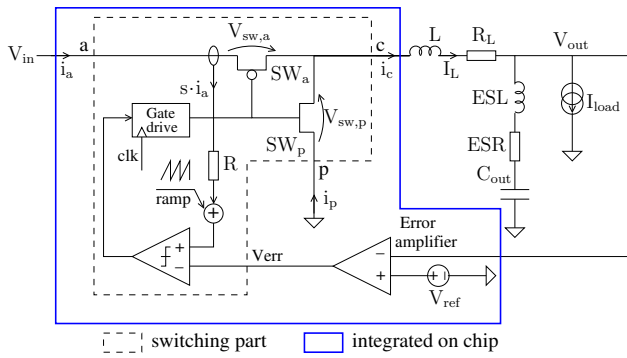 V_in
i_a
a
V_sw,a
SW_a
c
i_c
L
I_L
R_L
V_out
s·i_a
Gate
drive
clk
SW_p
V_sw,p
ESL
I_load
ESR
C_out
R
ramp
+
p
i_p
+
−
Verr
Error
amplifier
−
+
+
V_ref
switching part
integrated on chip